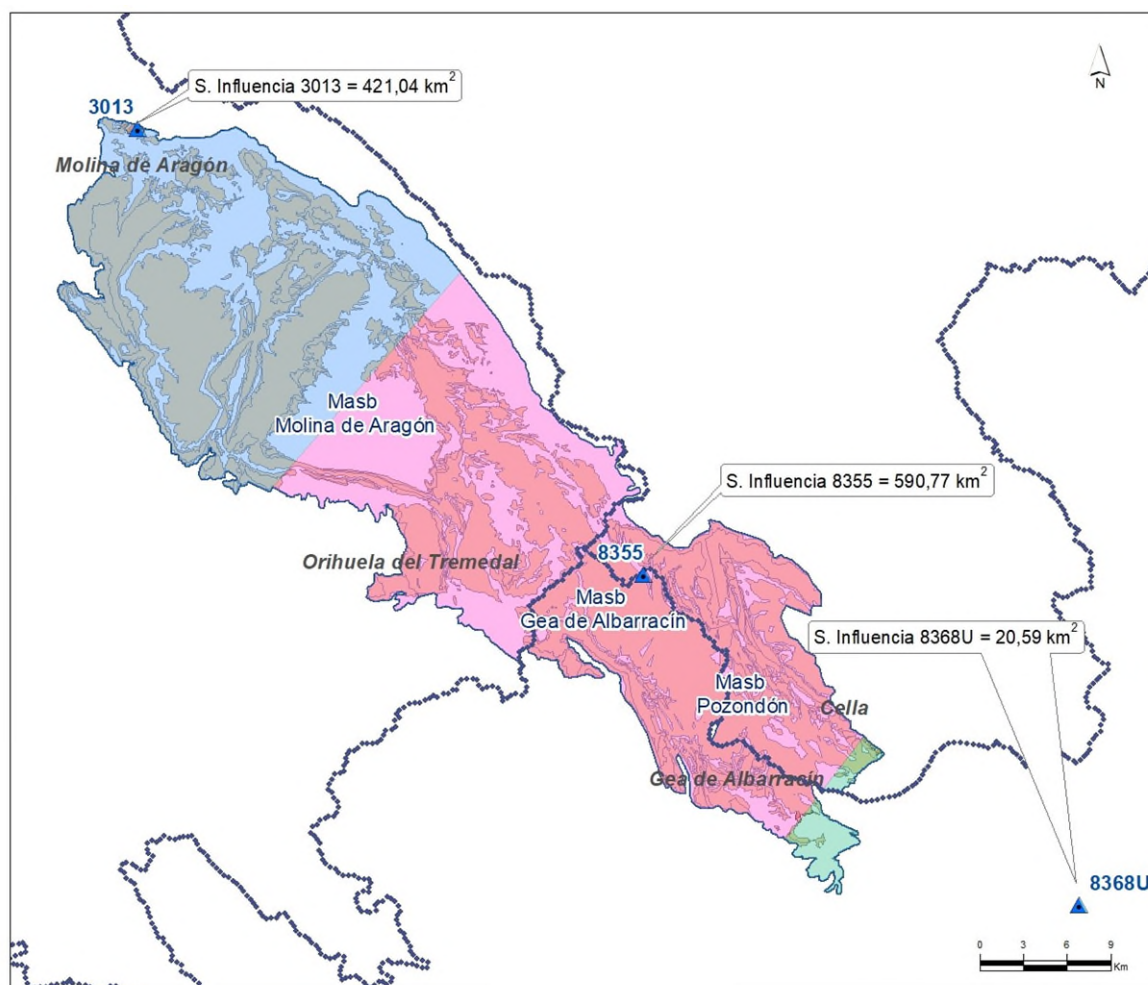 N
S. Influencia 3013 = 421,04 km²
3013
Molina de Aragón
Masb
Molina de Aragón
S. Influencia 8355 = 590,77 km²
8355
Orihuela del Tremedal
Masb
Gea de Albarracín
S. Influencia 8368U = 20,59 km²
Masb
Pozondón
Cella
Gea de Albarracín
8368U
0 3 6 9
Km